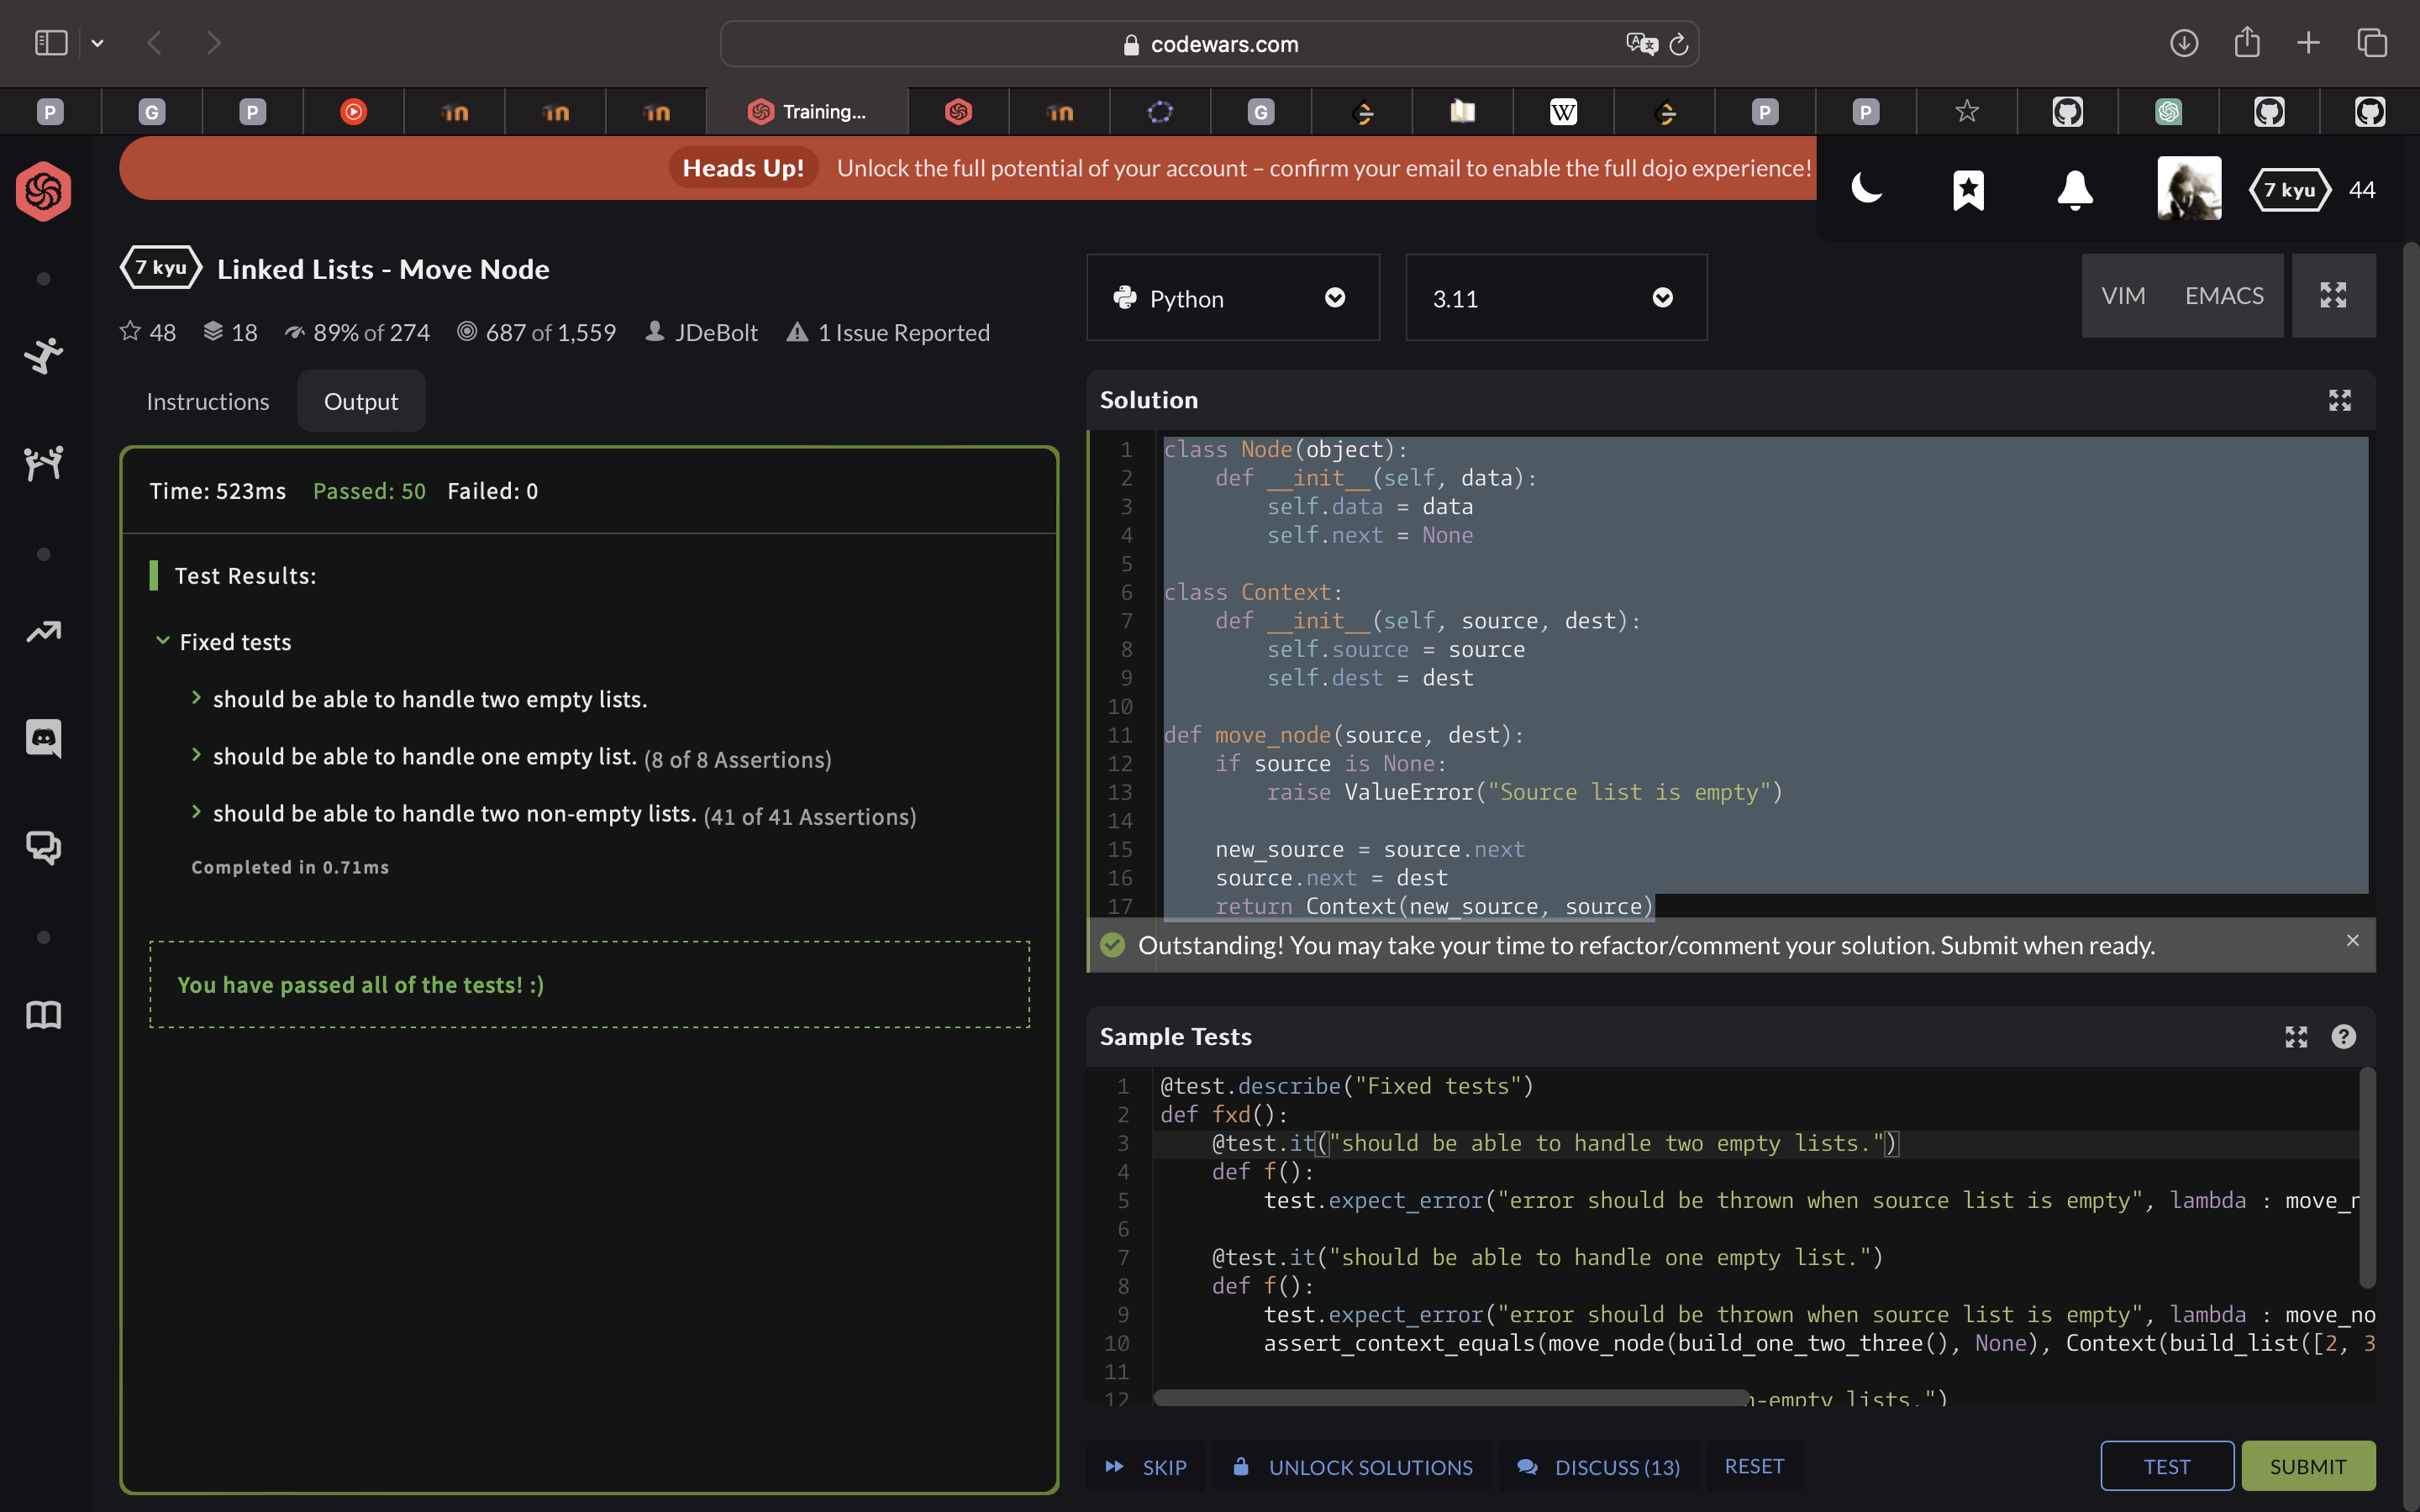 codewars.com
Training...
Heads Up! Unlock the full potential of your account – confirm your email to enable the full dojo experience!
7 kyu 44
7 kyu Linked Lists - Move Node
48 18 89% of 274 687 of 1,559 JDeBolt 1 Issue Reported
Instructions Output
Time: 523ms Passed: 50 Failed: 0
Test Results:
Fixed tests
should be able to handle two empty lists.
should be able to handle one empty list. (8 of 8 Assertions)
should be able to handle two non-empty lists. (41 of 41 Assertions)
Completed in 0.71ms
You have passed all of the tests! :)
Python 3.11 VIM EMACS
Solution
1 class Node(object):
2     def __init__(self, data):
3         self.data = data
4         self.next = None
5
6 class Context:
7     def __init__(self, source, dest):
8         self.source = source
9         self.dest = dest
10
11 def move_node(source, dest):
12     if source is None:
13         raise ValueError("Source list is empty")
14
15     new_source = source.next
16     source.next = dest
17     return Context(new_source, source)
Outstanding! You may take your time to refactor/comment your solution. Submit when ready.
Sample Tests
1 @test.describe("Fixed tests")
2 def fxd():
3     @test.it("should be able to handle two empty lists.")
4     def f():
5         test.expect_error("error should be thrown when source list is empty", lambda : move_
6
7     @test.it("should be able to handle one empty list.")
8     def f():
9         test.expect_error("error should be thrown when source list is empty", lambda : move_no
10         assert_context_equals(move_node(build_one_two_three(), None), Context(build_list([2, 3
11
12 -empty lists.")
SKIP UNLOCK SOLUTIONS DISCUSS (13) RESET TEST SUBMIT